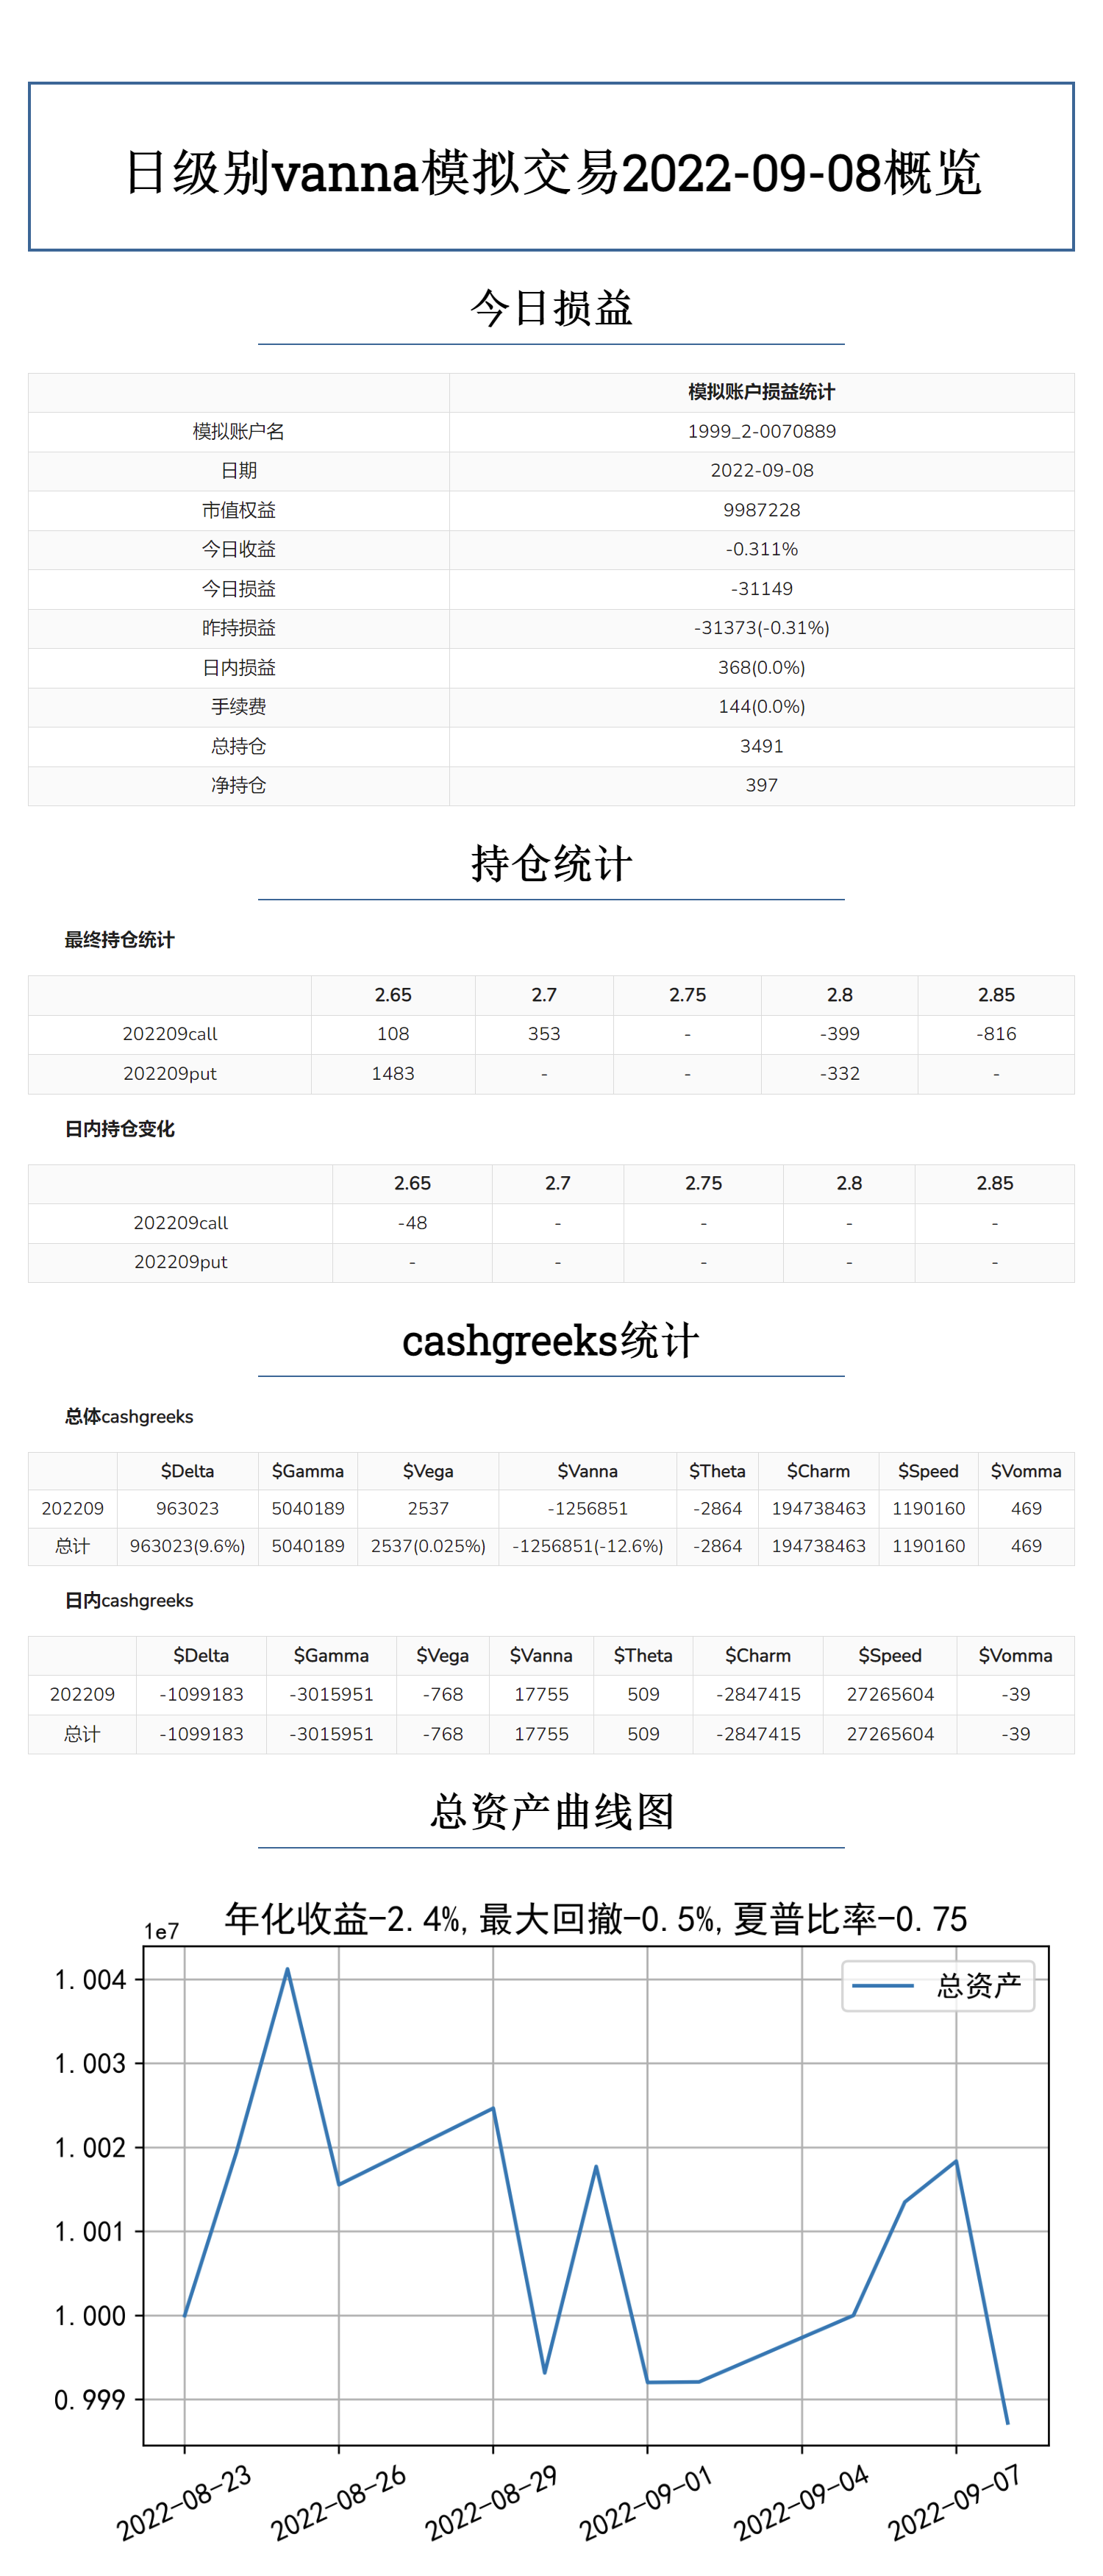 日级别vanna模拟交易2022-09-08概览
今日损益
模拟账户损益统计
模拟账户名 1999_2-0070889
日期 2022-09-08
市值权益 9987228
今日收益 -0.311%
今日损益 -31149
昨持损益 -31373(-0.31%)
日内损益 368(0.0%)
手续费 144(0.0%)
总持仓 3491
净持仓 397
持仓统计
最终持仓统计
2.65 2.7 2.75 2.8 2.85
202209call 108 353 - -399 -816
202209put 1483 - - -332 -
日内持仓变化
2.65 2.7 2.75 2.8 2.85
202209call -48 - - - -
202209put - - - - -
cashgreeks统计
总体cashgreeks
$Delta $Gamma $Vega $Vanna $Theta $Charm $Speed $Vomma
202209 963023 5040189 2537 -1256851 -2864 194738463 1190160 469
总计 963023(9.6%) 5040189 2537(0.025%) -1256851(-12.6%) -2864 194738463 1190160 469
日内cashgreeks
$Delta $Gamma $Vega $Vanna $Theta $Charm $Speed $Vomma
202209 -1099183 -3015951 -768 17755 509 -2847415 27265604 -39
总计 -1099183 -3015951 -768 17755 509 -2847415 27265604 -39
总资产曲线图
年化收益-2.4%,最大回撤-0.5%,夏普比率-0.75
1e7
总资产
1.004
1.003
1.002
1.001
1.000
0.999
2022-08-23 2022-08-26 2022-08-29 2022-09-01 2022-09-04 2022-09-07